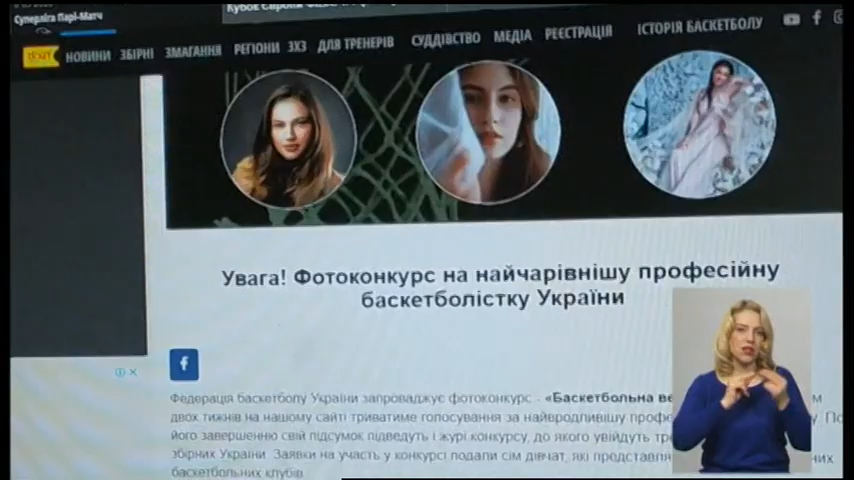 Суперліга Парі-Матч
НОВИНИ ЗБІРНІ ЗМАГАННЯ РЕГІОНИ 3Х3 ДЛЯ ТРЕНЕРІВ СУДДІВСТВО МЕДІА РЕЄСТРАЦІЯ ІСТОРІЯ БАСКЕТБОЛУ
Увага! Фотоконкурс на найчарівнішу професійну
баскетболістку України
Федерація баскетболу України запроваджує фотоконкурс - «Баскетбольна
двох тижнів на нашому сайті триватиме голосування за найвродливішу
його завершенню свій підсумок підведуть і журі конкурсу, до якого увійдуть
збірних України. Заявки на участь у конкурсі подали сім дівчат, які
баскетбольних клубів.